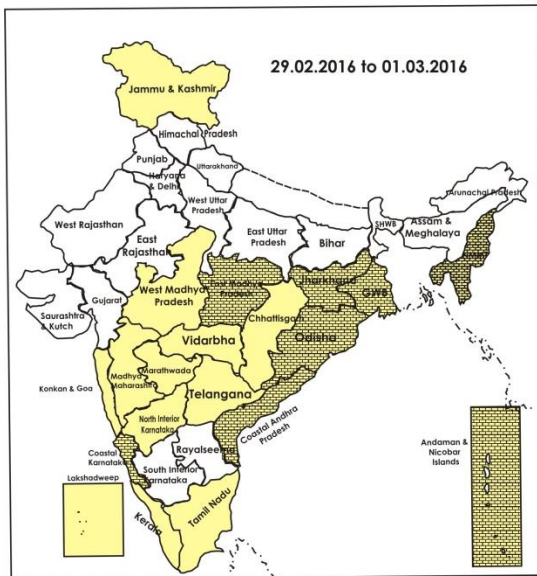 29.02.2016 to 01.03.2016
Jammu & Kashmir
Himachal Pradesh
Punjab
Uttarakhand
Haryana
& Delhi
West Uttar
Pradesh
Arunachal Pradesh
West Rajasthan
East
Rajasthan
East Uttar
Pradesh
Bihar
SHWB
Assam &
Meghalaya
Saurashtra
& Kutch
Gujarat
West Madhya
Pradesh
East Madhya
Pradesh
Jharkhand
GWB
Chhattisgarh
Odisha
Vidarbha
Konkan & Goa
Madhya
Maharashtra
Marathwada
Telangana
North Interior
Karnataka
Coastal Andhra
Pradesh
Coastal
Karnataka
Rayalseema
South Interior
Karnataka
Andaman &
Nicobar
Islands
Lakshadweep
Kerala
Tamil Nadu